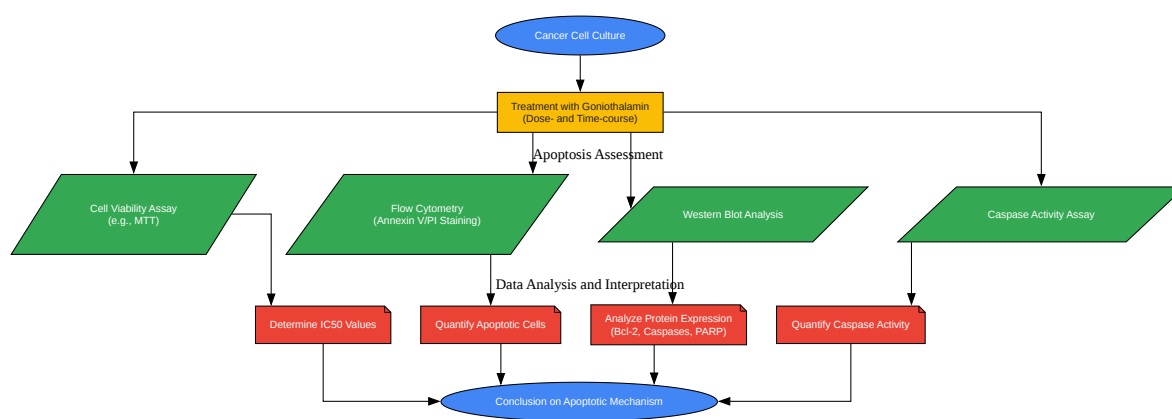 Cancer Cell Culture
Treatment with Goniothalamin
(Dose- and Time-course)
Apoptosis Assessment
Cell Viability Assay
(e.g., MTT)
Flow Cytometry
(Annexin V/PI Staining)
Western Blot Analysis
Caspase Activity Assay
Data Analysis and Interpretation
Determine IC50 Values
Quantify Apoptotic Cells
Analyze Protein Expression
(Bcl-2, Caspases, PARP)
Quantify Caspase Activity
Conclusion on Apoptotic Mechanism